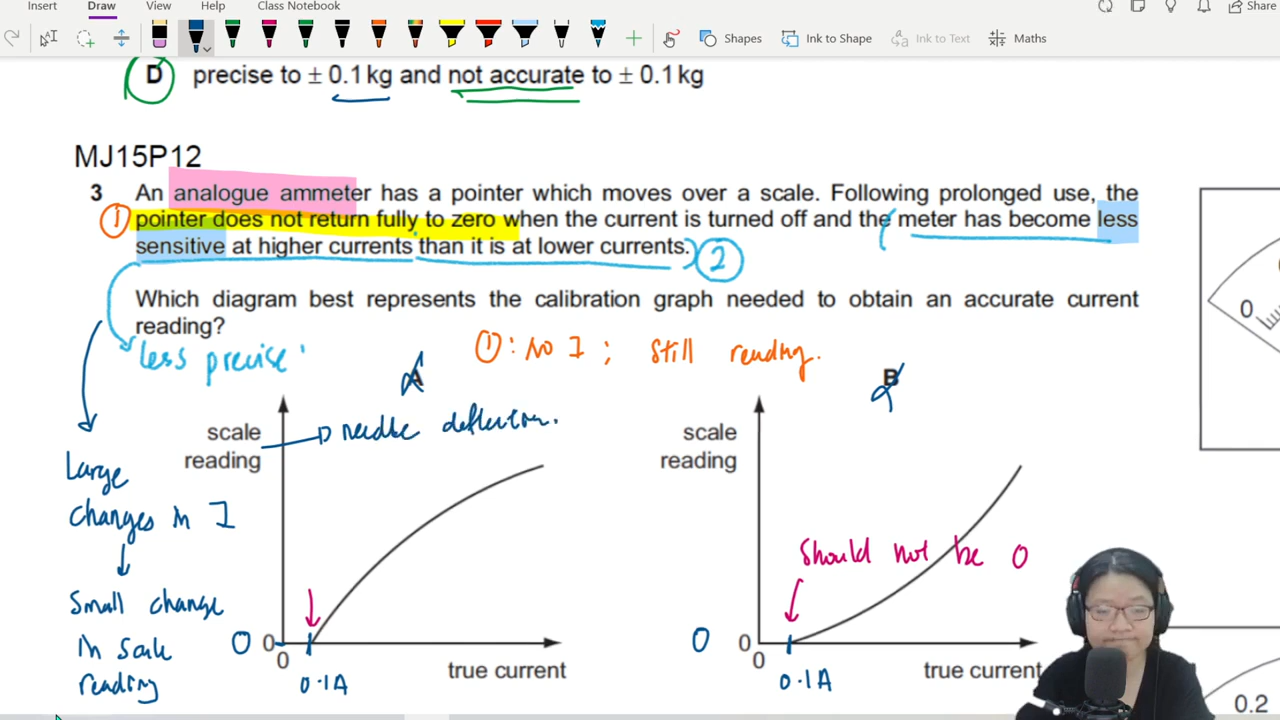 Insert Draw View Help Class Notebook
Share
Shapes Ink to Shape Ink to Text Maths
D precise to ± 0.1 kg and not accurate to ± 0.1 kg
MJ15P12
3 An analogue ammeter has a pointer which moves over a scale. Following prolonged use, the
① pointer does not return fully to zero when the current is turned off and the meter has become less
sensitive at higher currents than it is at lower currents. ②
Which diagram best represents the calibration graph needed to obtain an accurate current
reading?
less precise
①: No I ; still reading.
A
B
scale
reading
needle deflection.
scale
reading
Large
changes in I
Small change
in scale
reading
should not be 0
0 0
0
0.1A
true current
0 0
0
0.1A
true current
0
0.2